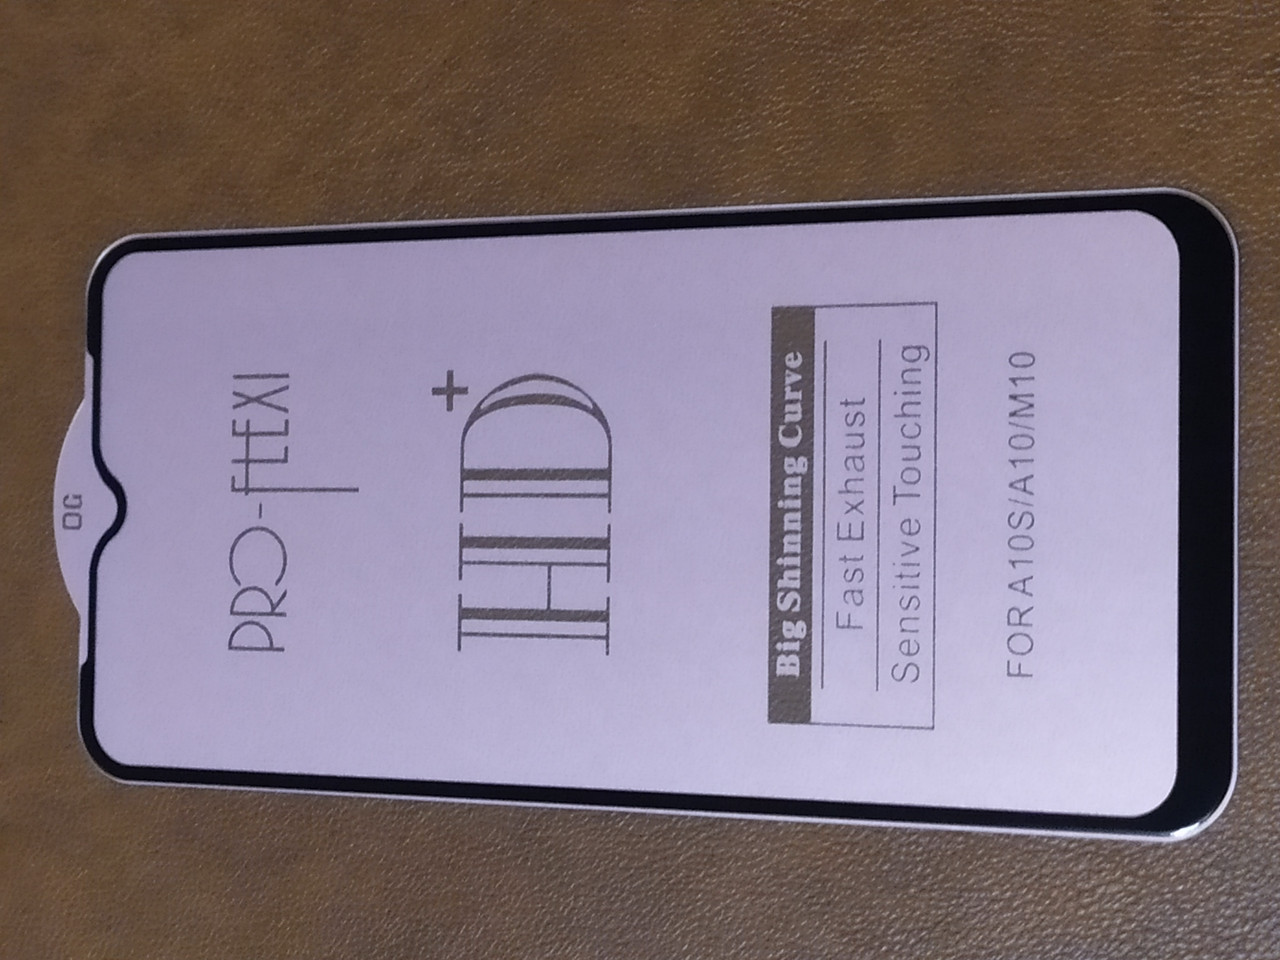 OG
PRO-FLEXI
HD+
Big Shinning Curve
Fast Exhaust
Sensitive Touching
FOR A10S/A10/M10